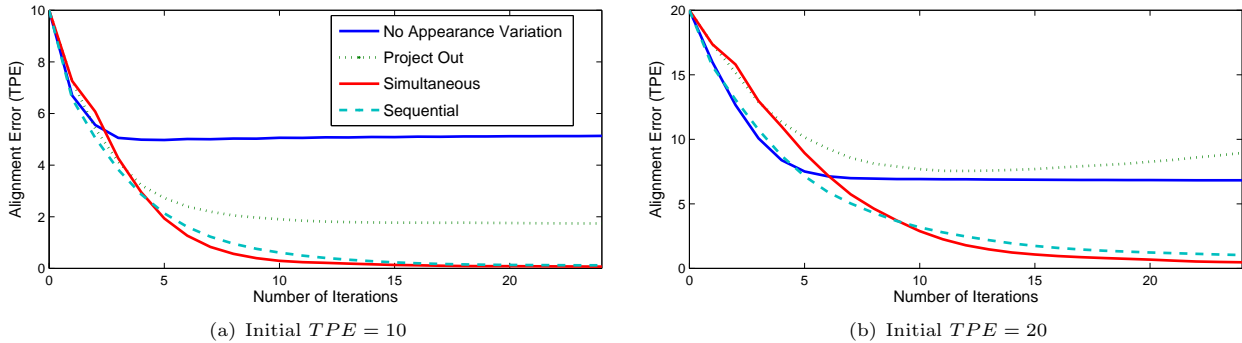 10
8
6
4
2
0
Alignment Error (TPE)
0 5 10 15 20
Number of Iterations
No Appearance Variation
Project Out
Simultaneous
Sequential
(a) Initial TPE = 10
20
15
10
5
0
Alignment Error (TPE)
0 5 10 15 20
Number of Iterations
(b) Initial TPE = 20